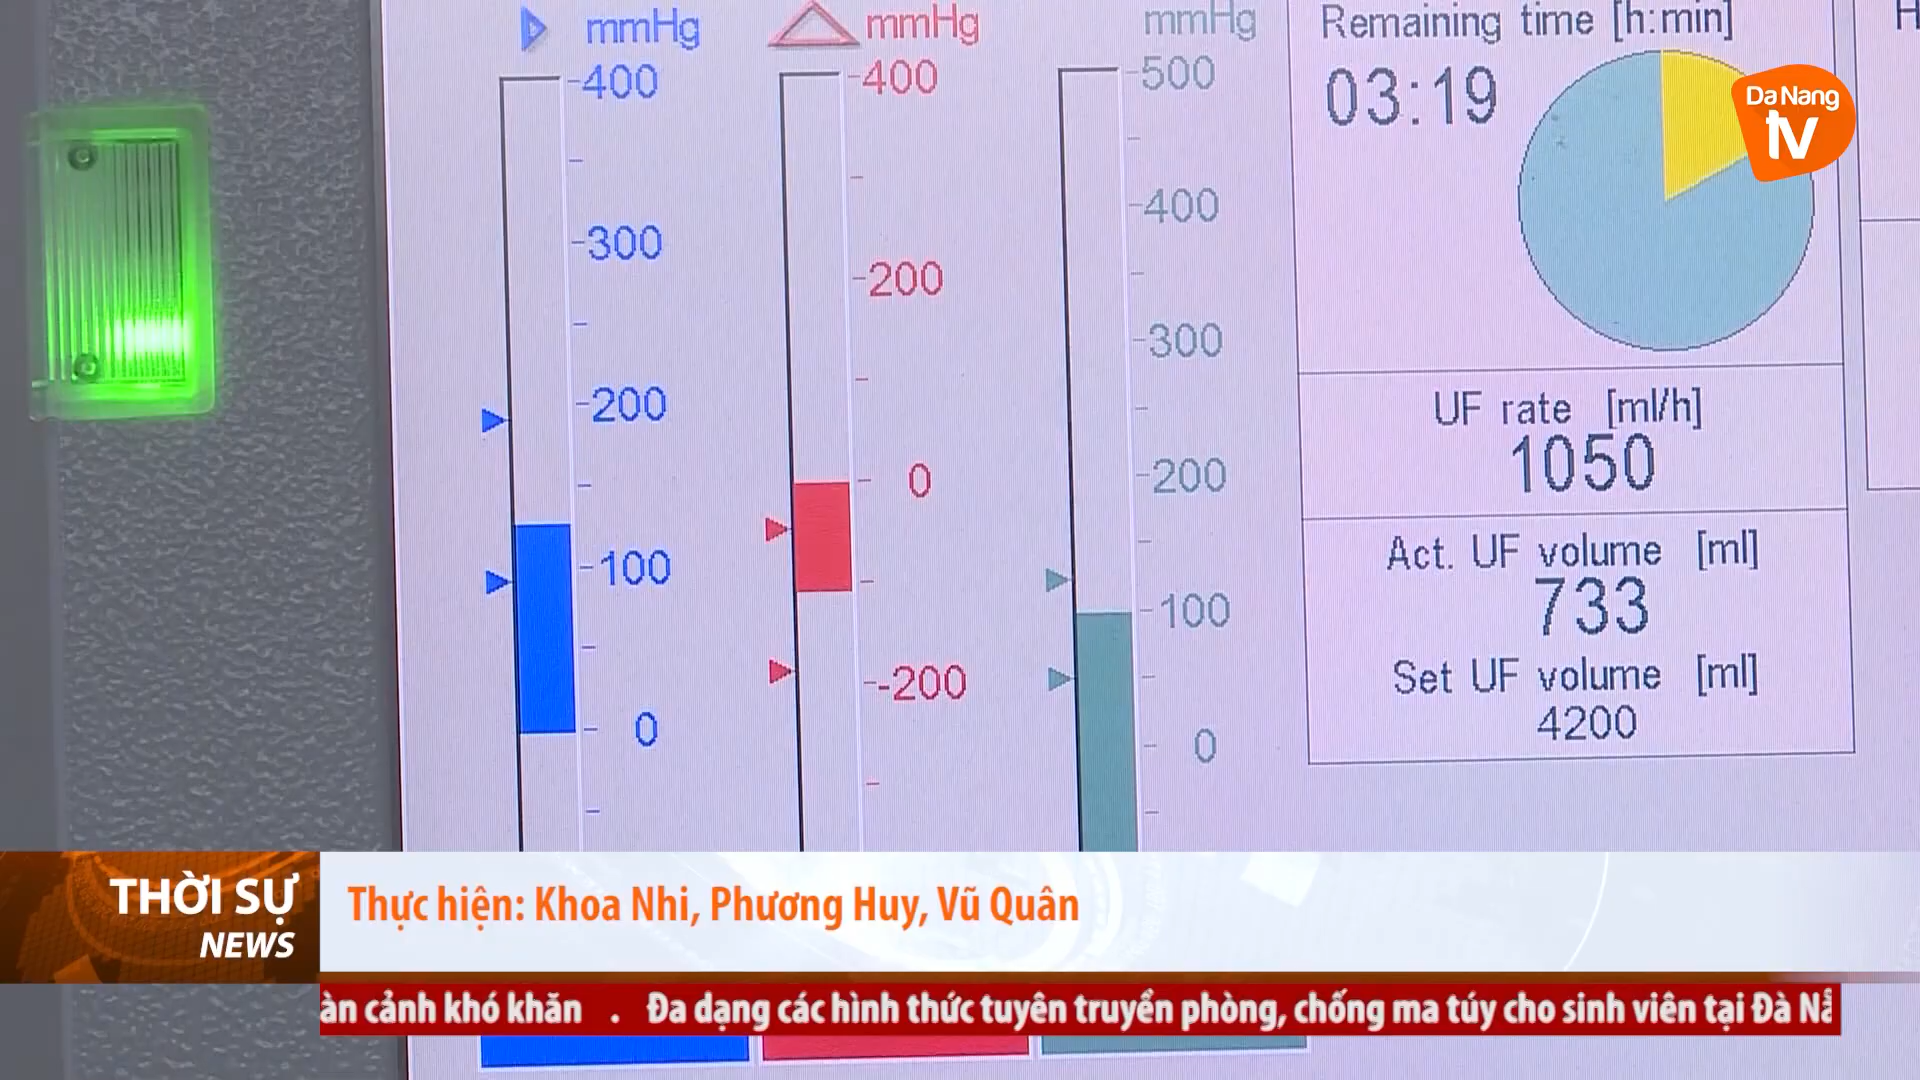 mmHg
400
300
200
100
0
mmHg
400
200
0
-200
mmHg
500
400
300
200
100
0
Remaining time [h:min]
03:19
UF rate [ml/h]
1050
Act. UF volume [ml]
733
Set UF volume [ml]
4200
H
Da Nang
tv
THỜI SỰ
NEWS
Thực hiện: Khoa Nhi, Phương Huy, Vũ Quân
àn cảnh khó khăn . Đa dạng các hình thức tuyên truyền phòng, chống ma túy cho sinh viên tại Đà Nẵ